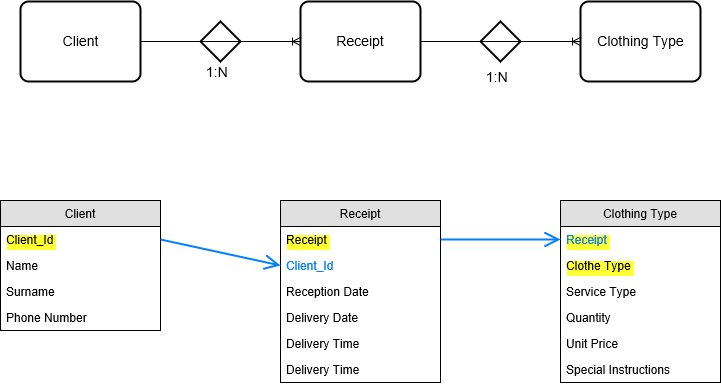 Client
Receipt
Clothing Type
1:N
1:N
Client
Client_Id
Name
Surname
Phone Number
Receipt
Receipt
Client_Id
Reception Date
Delivery Date
Delivery Time
Delivery Time
Clothing Type
Receipt
Clothe Type
Service Type
Quantity
Unit Price
Special Instructions